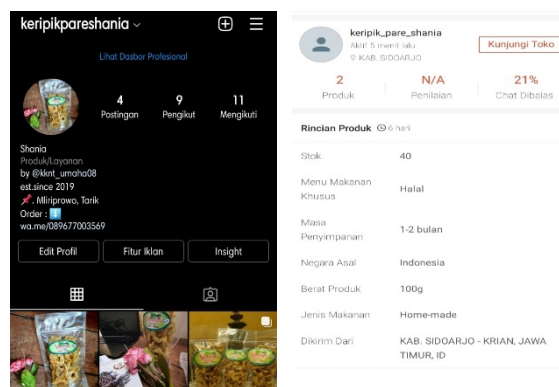 keripikpareshania
Lihat Dasbor Profesional
4 9 11
Postingan Pengikut Mengikuti
Shania
Produk/Layanan
by @kknt_umaha08
est.since 2019
📌. Mliriprowo, Tarik
Order : ⬇️
wa.me/089677003569
Edit Profil Fitur Iklan Insight
keripik_pare_shania
Aktif 5 menit lalu
KAB. SIDOARJO
Kunjungi Toko
2 N/A 21%
Produk Penilaian Chat Dibalas
Rincian Produk 6 hari
Stok 40
Menu Makanan
Khusus
Halal
Masa
Penyimpanan
1-2 bulan
Negara Asal Indonesia
Berat Produk 100g
Jenis Makanan Home-made
Dikirim Dari KAB. SIDOARJO - KRIAN, JAWA
TIMUR, ID